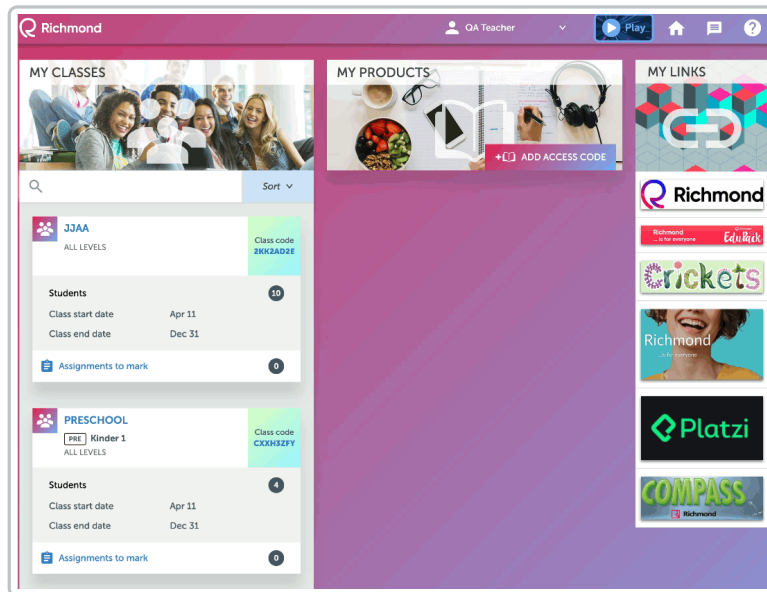 Richmond
QA Teacher
Play
?
MY CLASSES
Sort
JJAA
ALL LEVELS
Class code
2KK2AD2E
Students
10
Class start date
Apr 11
Class end date
Dec 31
Assignments to mark
0
PRESCHOOL
PRE Kinder 1
ALL LEVELS
Class code
CXXH3ZFY
Students
4
Class start date
Apr 11
Class end date
Dec 31
Assignments to mark
0
MY PRODUCTS
+ ADD ACCESS CODE
MY LINKS
Richmond
Richmond
... is for everyone
EduPack
Crickets
Richmond
...is for everyone
Platzi
COMPASS
Richmond